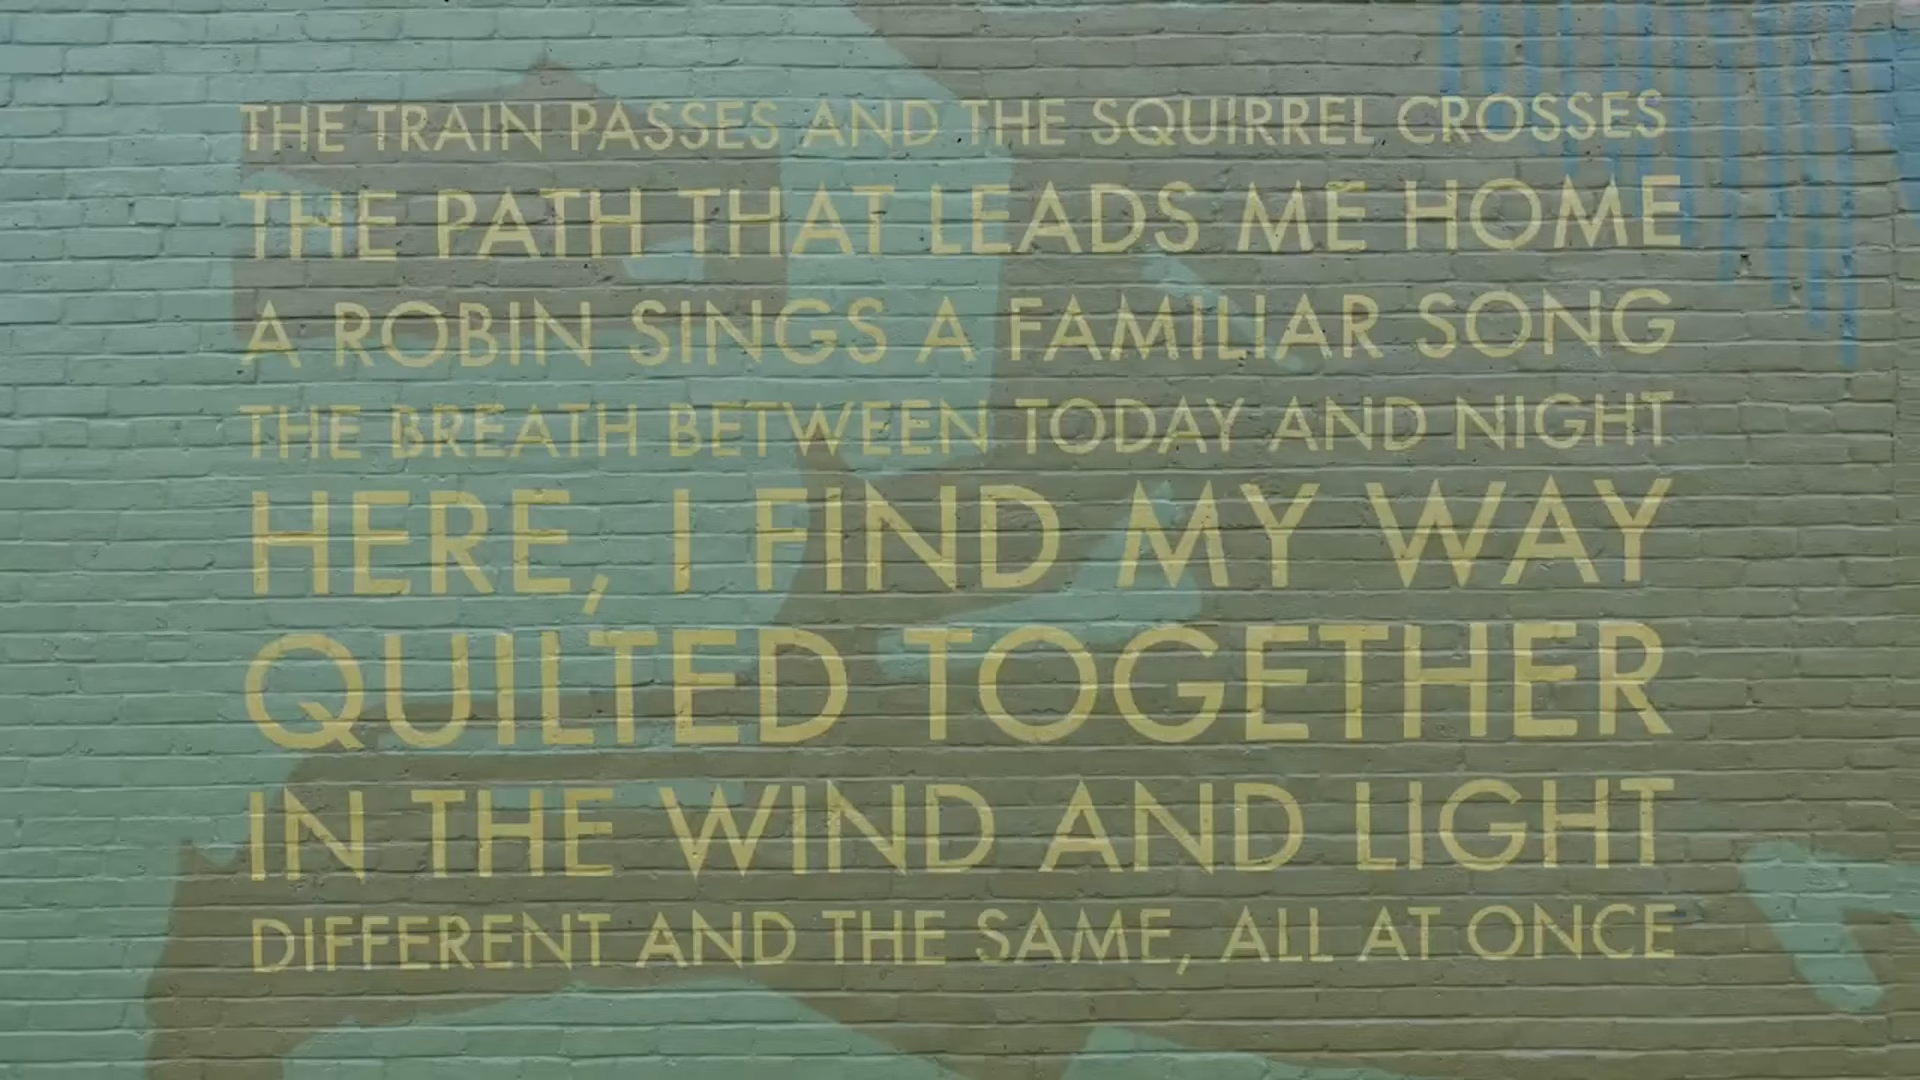 THE TRAIN PASSES AND THE SQUIRREL CROSSES
THE PATH THAT LEADS ME HOME
A ROBIN SINGS A FAMILIAR SONG
THE BREATH BETWEEN TODAY AND NIGHT
HERE, I FIND MY WAY
QUILTED TOGETHER
IN THE WIND AND LIGHT
DIFFERENT AND THE SAME, ALL AT ONCE